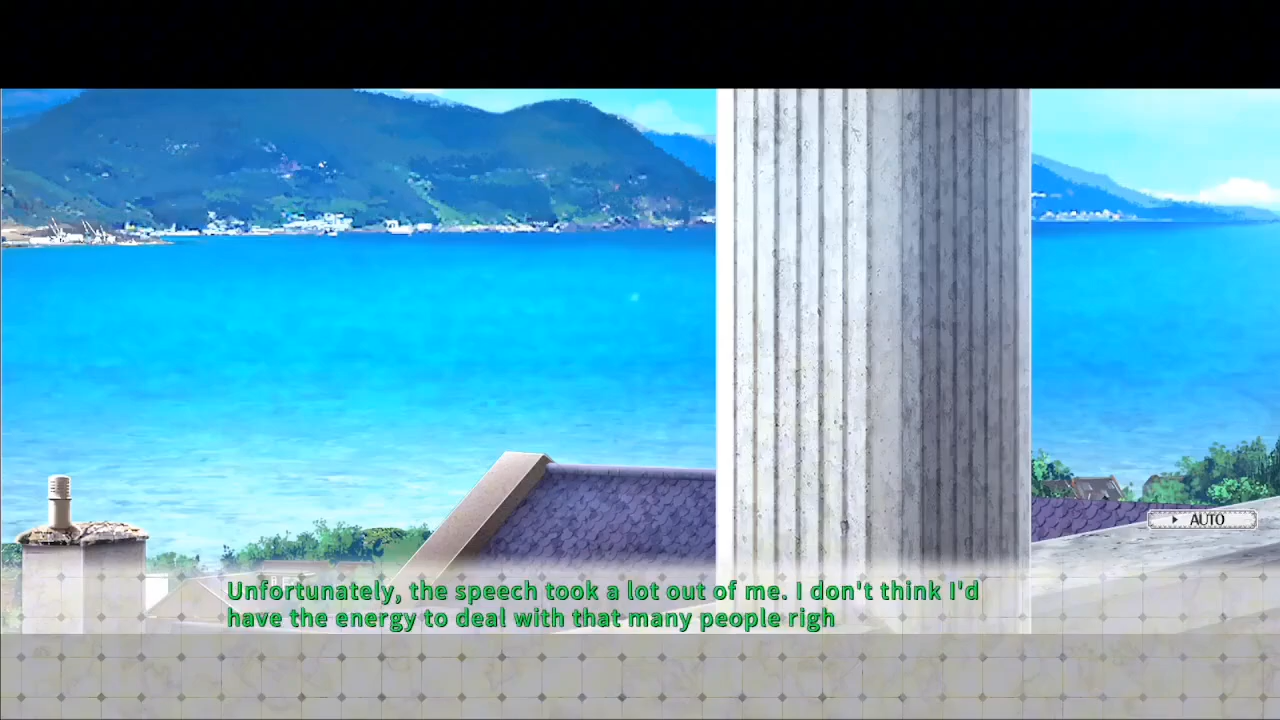 AUTO
Unfortunately, the speech took a lot out of me. I don't think I'd
have the energy to deal with that many people righ